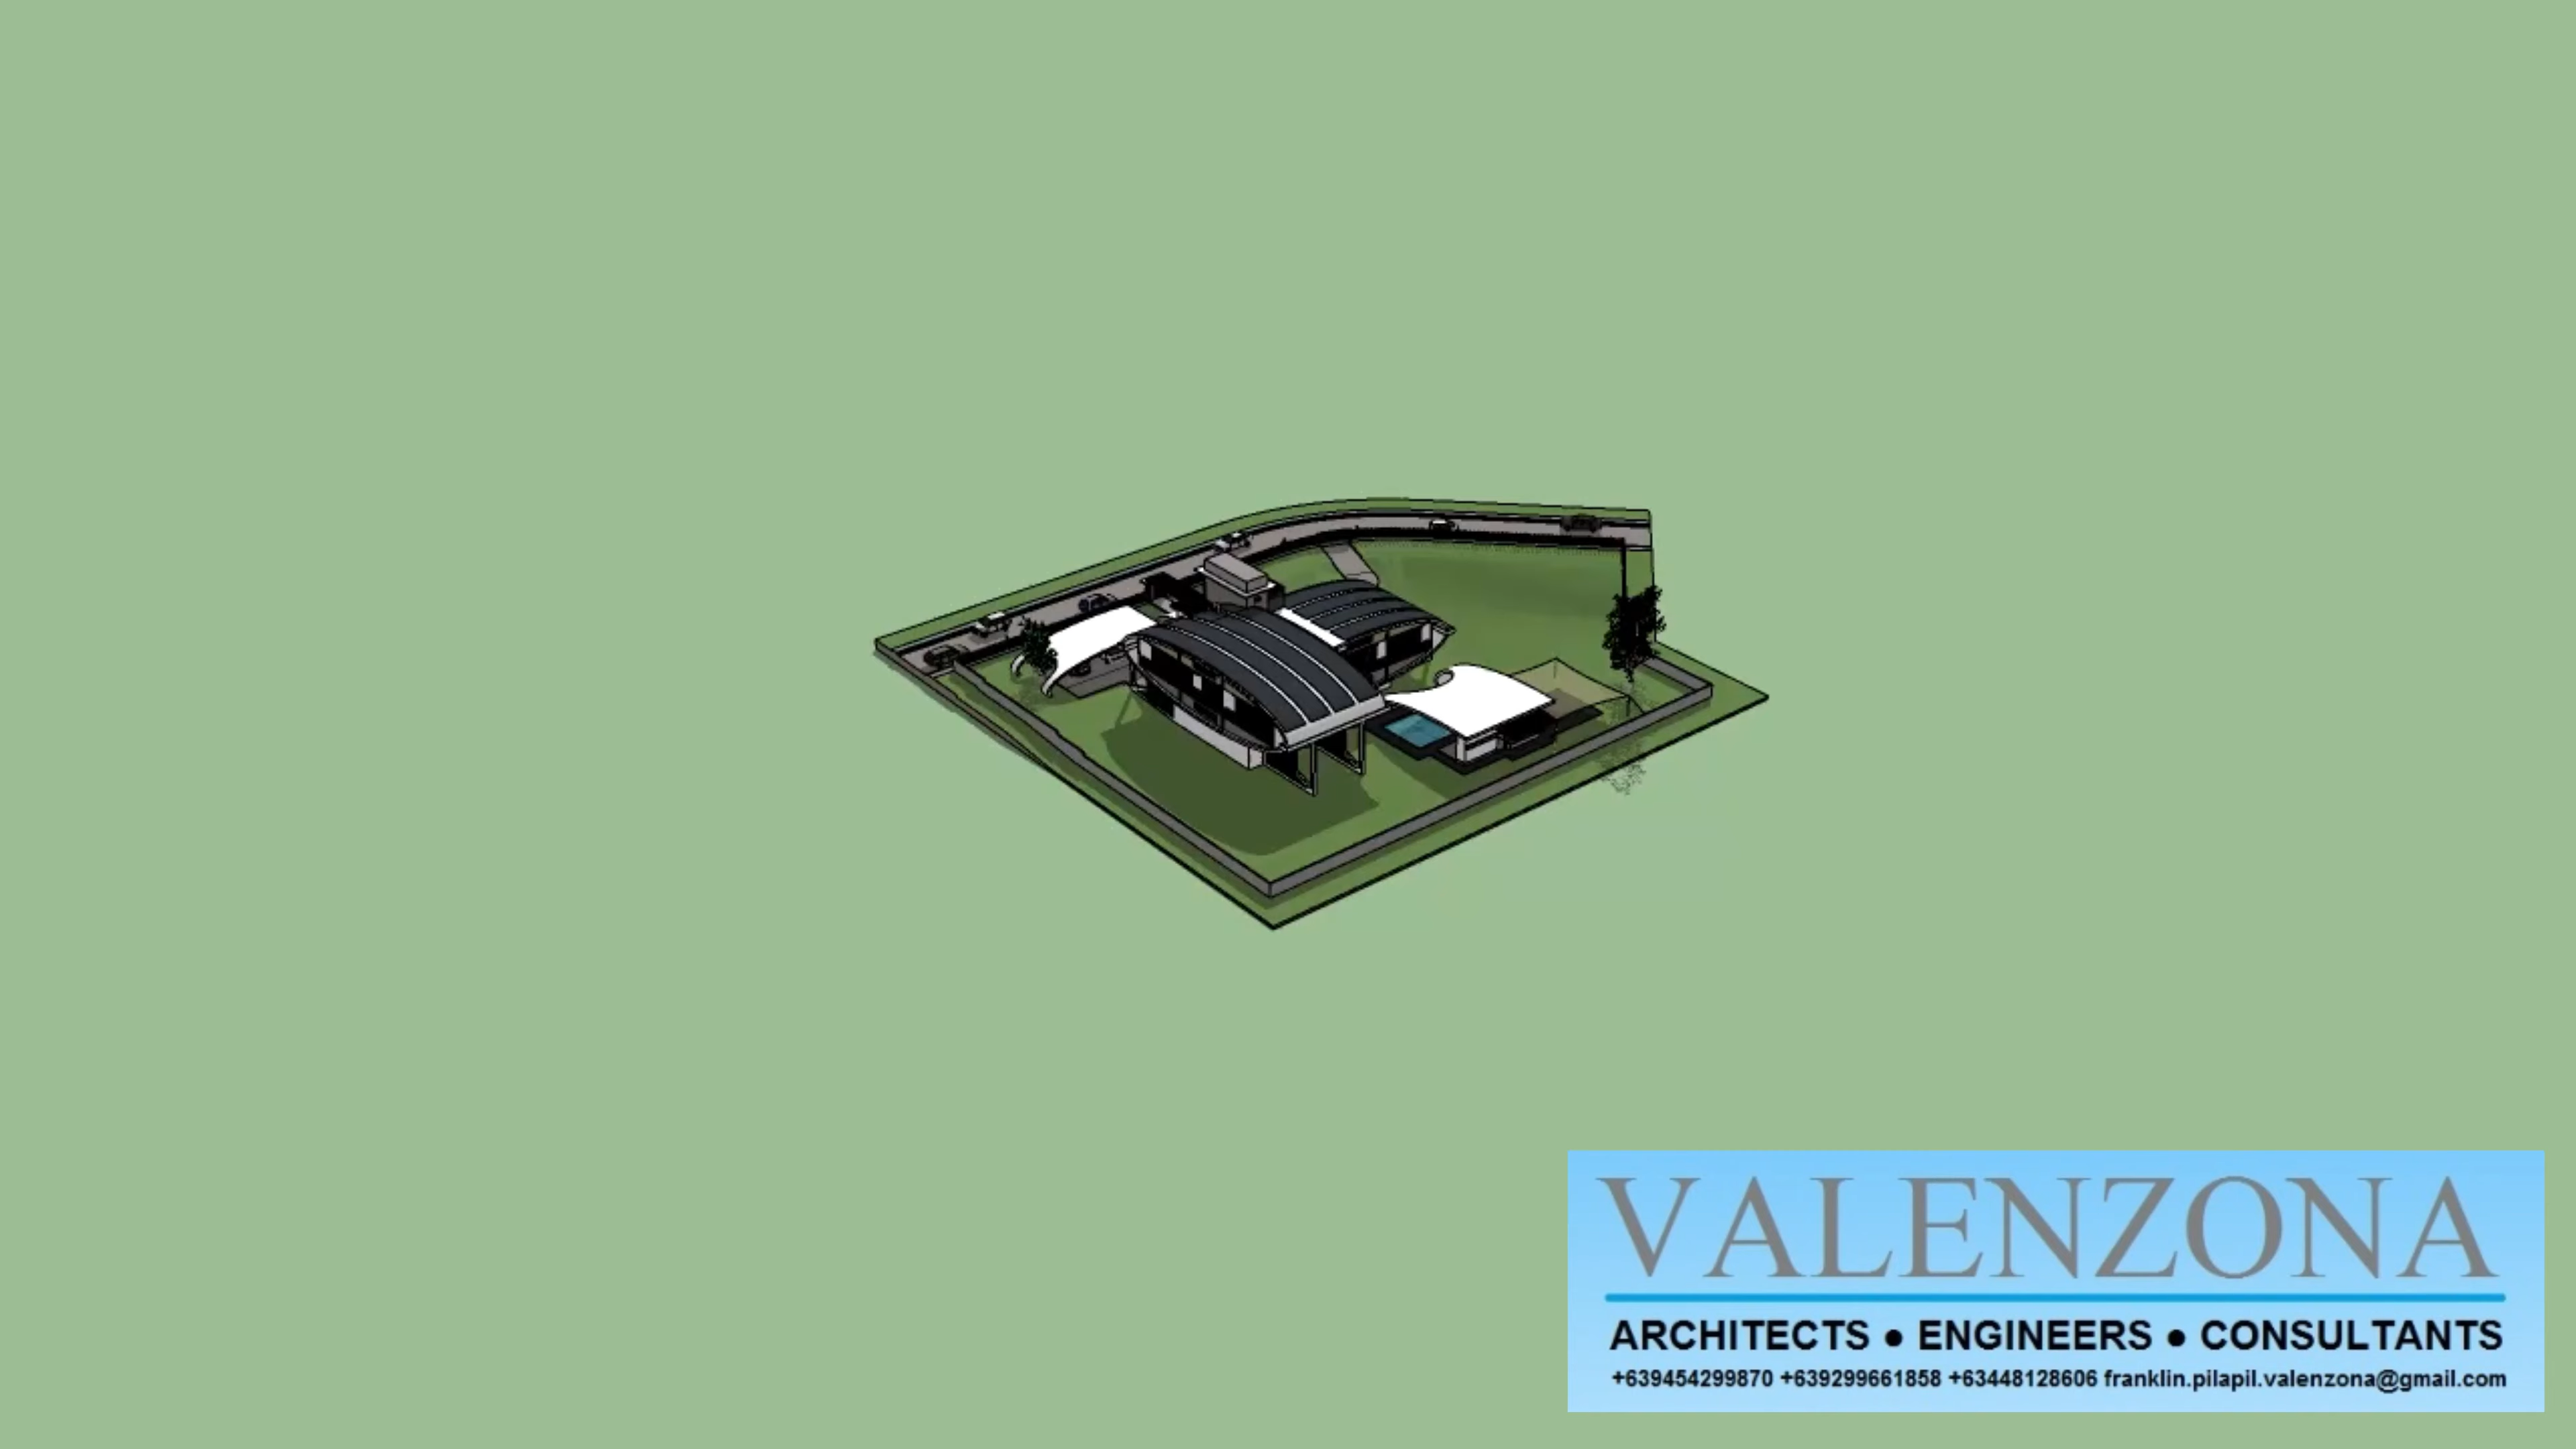 VALENZONA
ARCHITECTS ● ENGINEERS ● CONSULTANTS
+639454299870 +639299661858 +63448128606 franklin.pilapil.valenzona@gmail.com